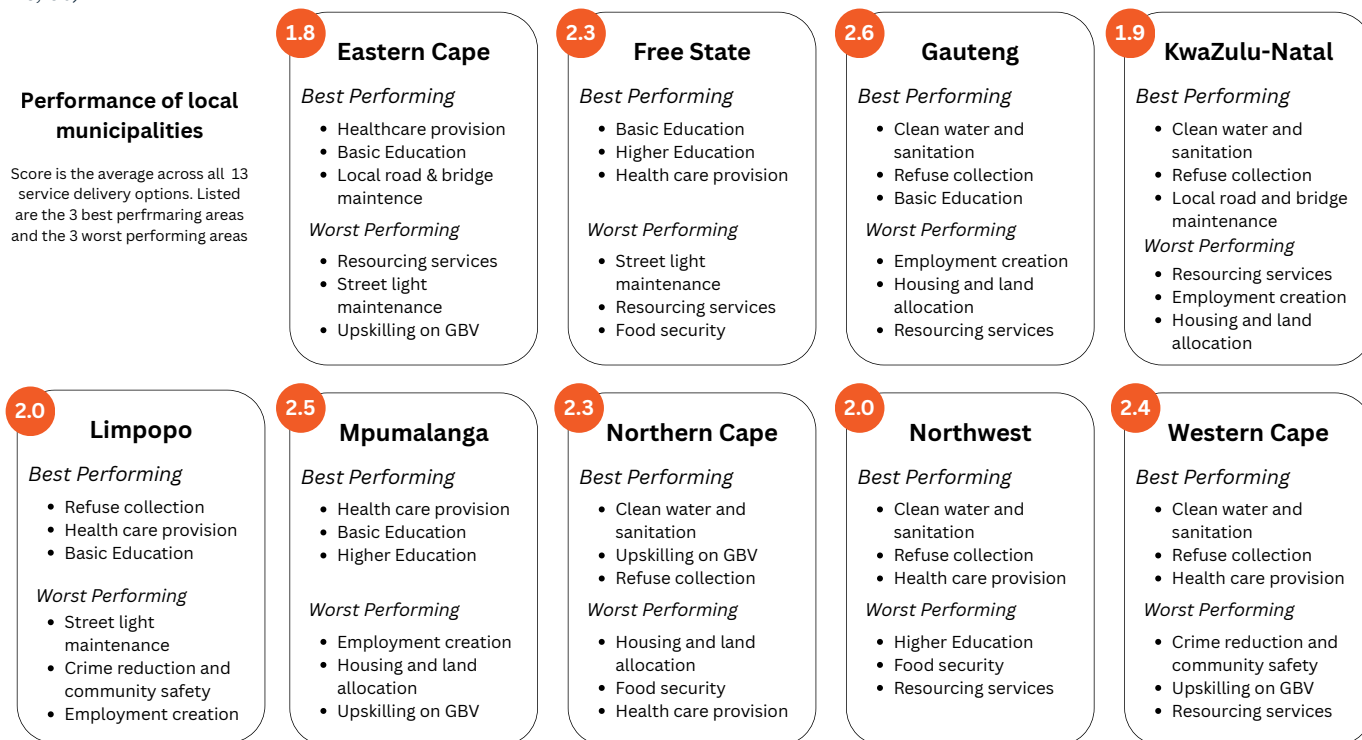 Performance of local
municipalities
Score is the average across all 13
service delivery options. Listed
are the 3 best perfrmaring areas
and the 3 worst performing areas
1.8
Eastern Cape
Best Performing
• Healthcare provision
• Basic Education
• Local road & bridge
maintence
Worst Performing
• Resourcing services
• Street light
maintenance
• Upskilling on GBV
2.3
Free State
Best Performing
• Basic Education
• Higher Education
• Health care provision
Worst Performing
• Street light
maintenance
• Resourcing services
• Food security
2.6
Gauteng
Best Performing
• Clean water and
sanitation
• Refuse collection
• Basic Education
Worst Performing
• Employment creation
• Housing and land
allocation
• Resourcing services
1.9
KwaZulu-Natal
Best Performing
• Clean water and
sanitation
• Refuse collection
• Local road and bridge
maintenance
Worst Performing
• Resourcing services
• Employment creation
• Housing and land
allocation
2.0
Limpopo
Best Performing
• Refuse collection
• Health care provision
• Basic Education
Worst Performing
• Street light
maintenance
• Crime reduction and
community safety
• Employment creation
2.5
Mpumalanga
Best Performing
• Health care provision
• Basic Education
• Higher Education
Worst Performing
• Employment creation
• Housing and land
allocation
• Upskilling on GBV
2.3
Northern Cape
Best Performing
• Clean water and
sanitation
• Upskilling on GBV
• Refuse collection
Worst Performing
• Housing and land
allocation
• Food security
• Health care provision
2.0
Northwest
Best Performing
• Clean water and
sanitation
• Refuse collection
• Health care provision
Worst Performing
• Higher Education
• Food security
• Resourcing services
2.4
Western Cape
Best Performing
• Clean water and
sanitation
• Refuse collection
• Health care provision
Worst Performing
• Crime reduction and
community safety
• Upskilling on GBV
• Resourcing services